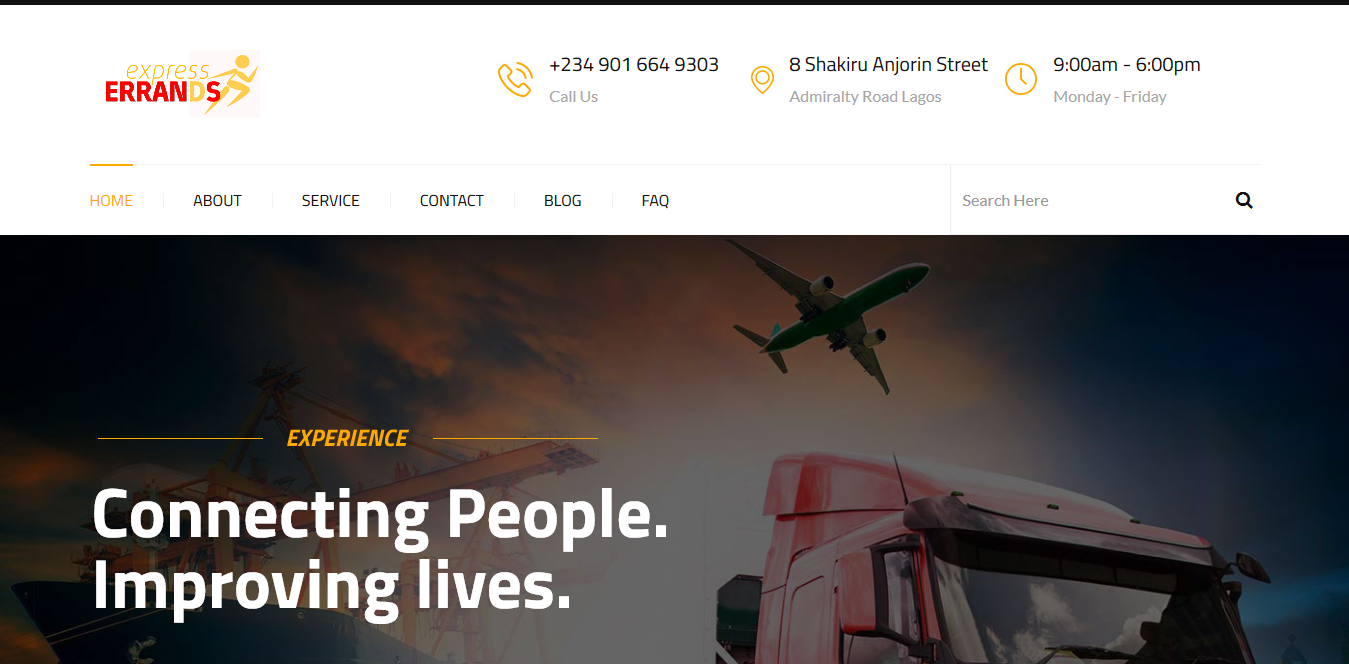 express
ERRANDS
+234 901 664 9303
Call Us
8 Shakiru Anjorin Street
Admiralty Road Lagos
9:00am - 6:00pm
Monday - Friday
HOME
ABOUT
SERVICE
CONTACT
BLOG
FAQ
Search Here
EXPERIENCE
Connecting People.
Improving lives.